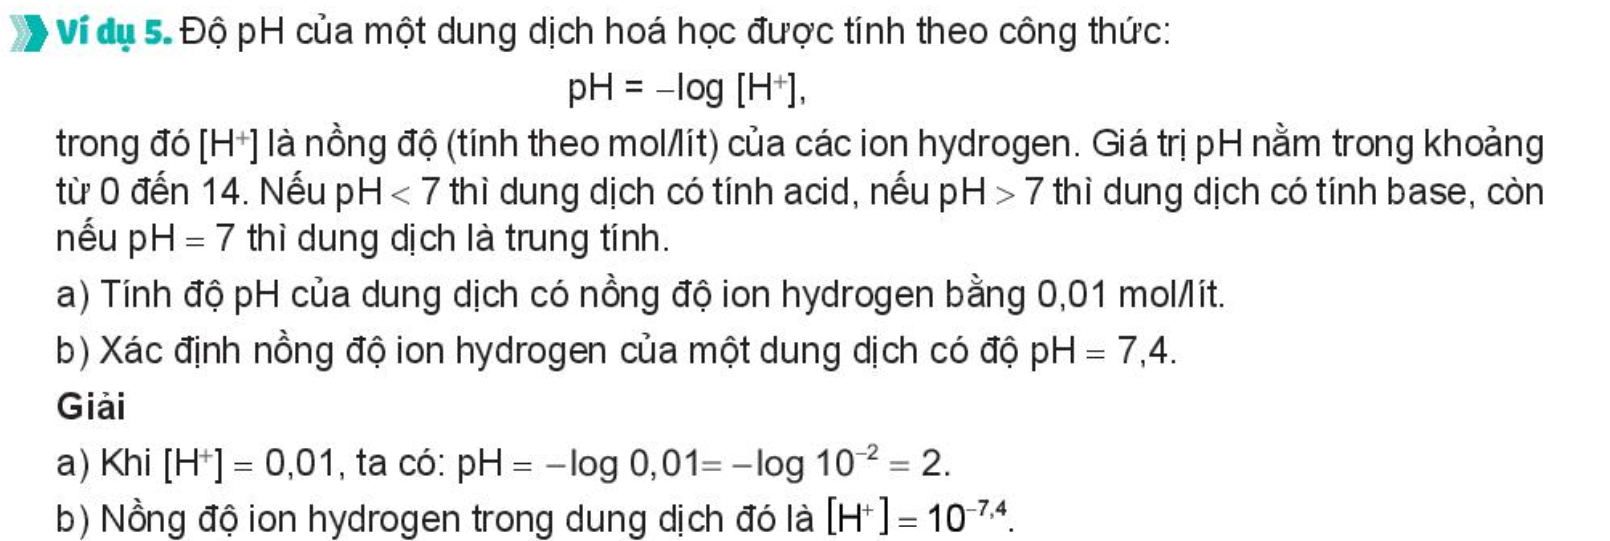 Ví dụ 5. Độ pH của một dung dịch hoá học được tính theo công thức:
pH = –log [H⁺],
trong đó [H⁺] là nồng độ (tính theo mol/lít) của các ion hydrogen. Giá trị pH nằm trong khoảng
từ 0 đến 14. Nếu pH < 7 thì dung dịch có tính acid, nếu pH > 7 thì dung dịch có tính base, còn
nếu pH = 7 thì dung dịch là trung tính.
a) Tính độ pH của dung dịch có nồng độ ion hydrogen bằng 0,01 mol/lít.
b) Xác định nồng độ ion hydrogen của một dung dịch có độ pH = 7,4.
Giải
a) Khi [H⁺] = 0,01, ta có: pH = –log 0,01= –log 10⁻² = 2.
b) Nồng độ ion hydrogen trong dung dịch đó là [H⁺] = 10⁻⁷,⁴.